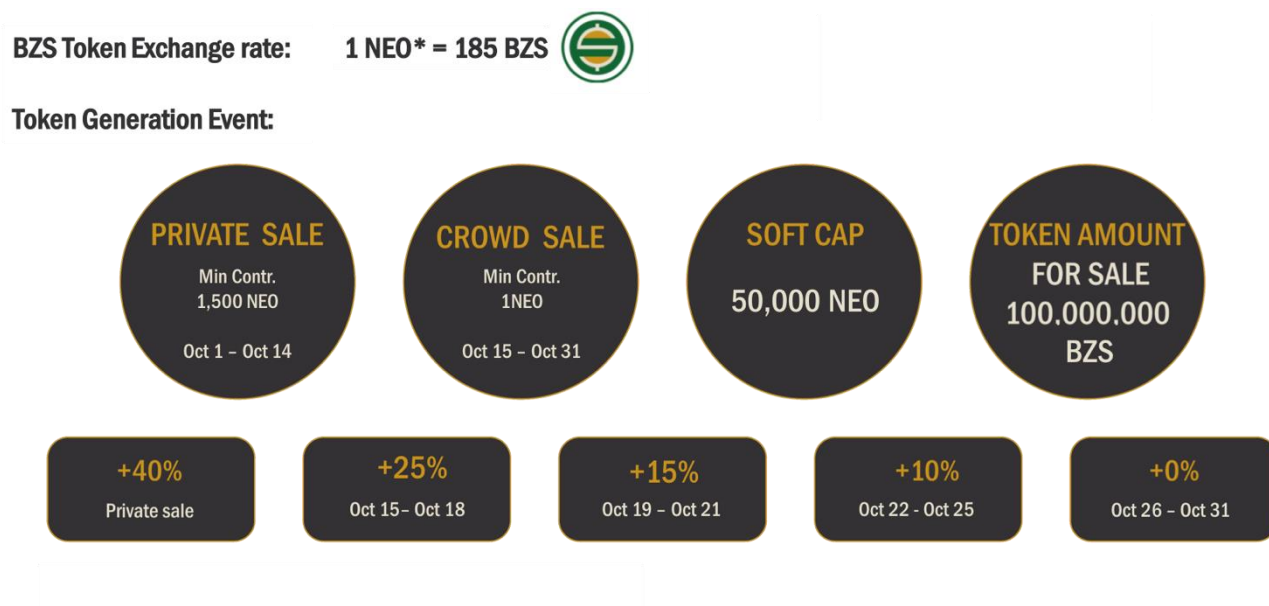 BZS Token Exchange rate: 1 NEO* = 185 BZS
Token Generation Event:
PRIVATE SALE
Min Contr.
1,500 NEO
Oct 1 – Oct 14
CROWD SALE
Min Contr.
1NEO
Oct 15 – Oct 31
SOFT CAP
50,000 NEO
TOKEN AMOUNT
FOR SALE
100,000,000
BZS
+40%
Private sale
+25%
Oct 15– Oct 18
+15%
Oct 19 – Oct 21
+10%
Oct 22 - Oct 25
+0%
Oct 26 – Oct 31